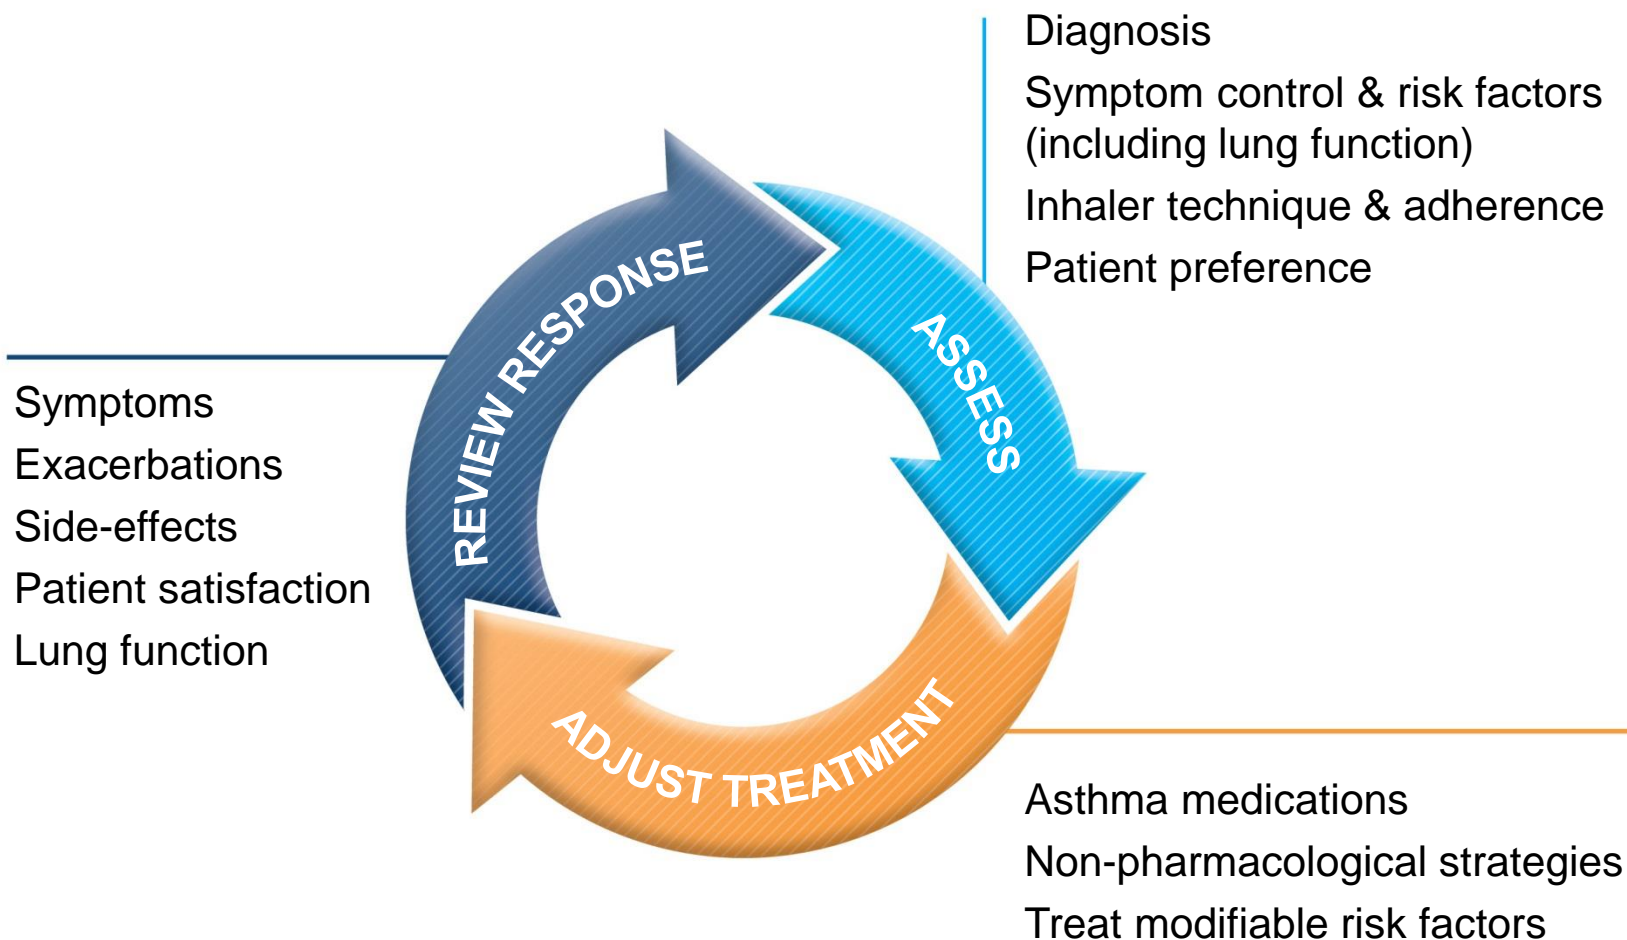 Diagnosis
Symptom control & risk factors
(including lung function)
Inhaler technique & adherence
Patient preference
REVIEW RESPONSE
ASSESS
ADJUST TREATMENT
Symptoms
Exacerbations
Side-effects
Patient satisfaction
Lung function
Asthma medications
Non-pharmacological strategies
Treat modifiable risk factors